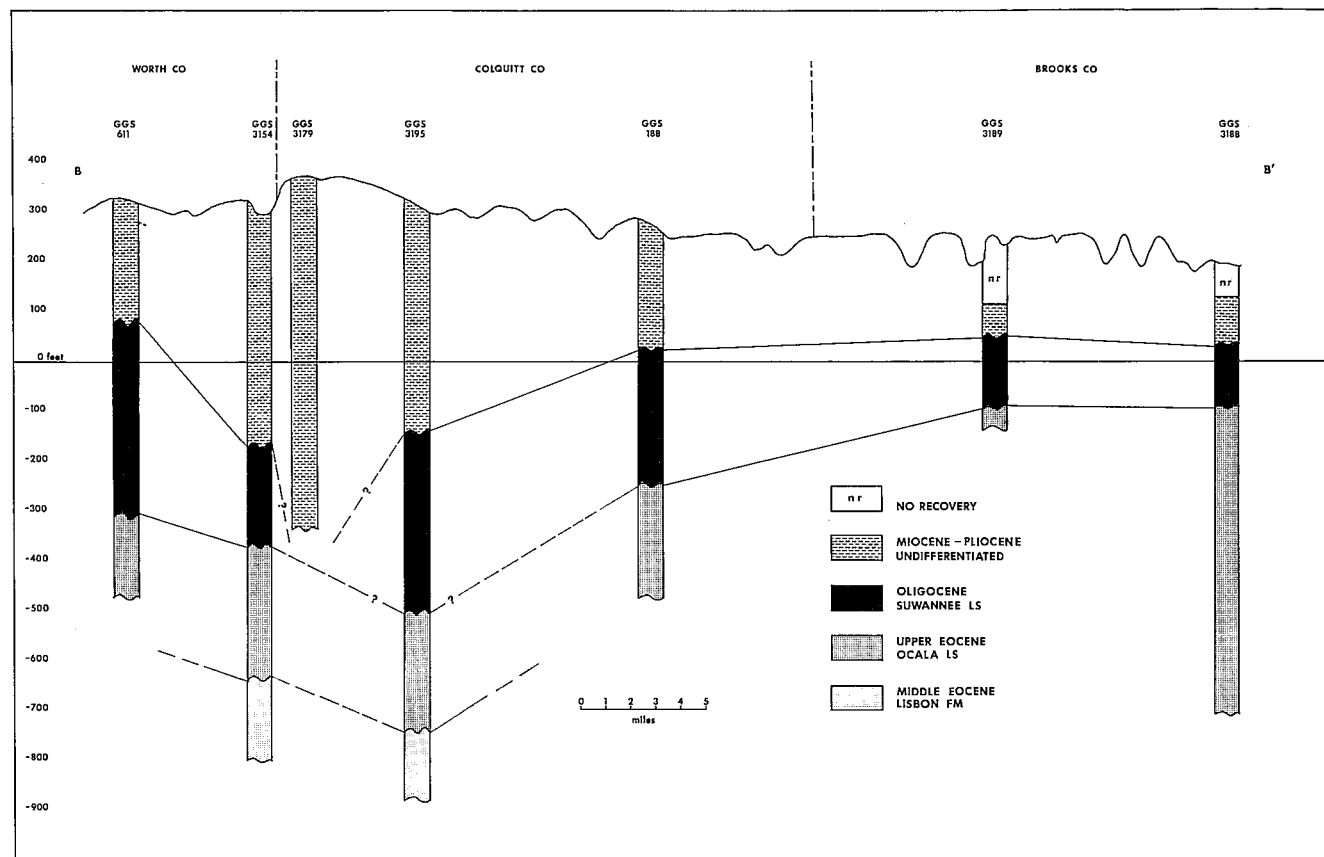 WORTH CO
COLQUITT CO
BROOKS CO
GGS
611
GGS
3154
GGS
3179
GGS
3195
GGS
188
GGS
3189
GGS
3188
B
B'
400
300
200
100
0 feet
-100
-200
-300
-400
-500
-600
-700
-800
-900
nr
nr
?
?
?
?
nr
NO RECOVERY
MIOCENE-PLIOCENE
UNDIFFERENTIATED
OLIGOCENE
SUWANNEE LS
UPPER EOCENE
OCALA LS
MIDDLE EOCENE
LISBON FM
0 1 2 3 4 5
miles